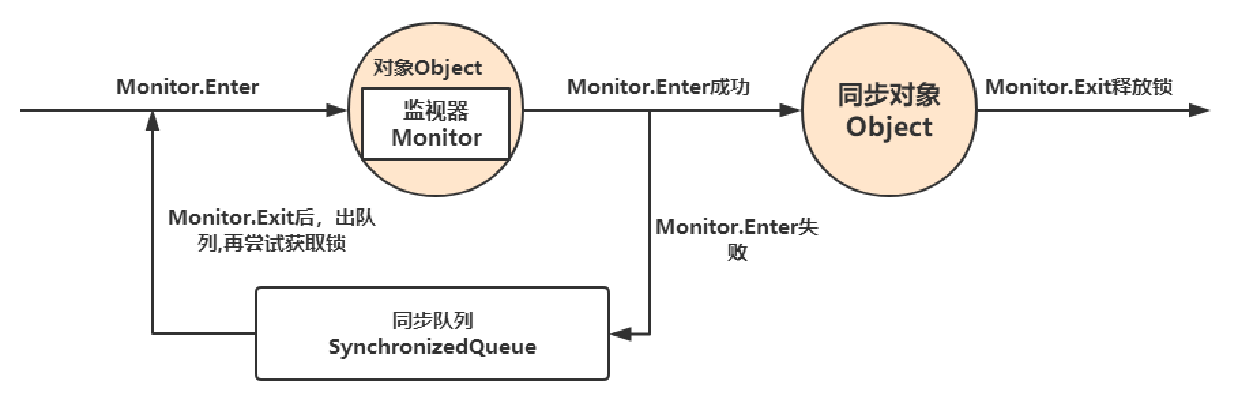 Monitor.Enter
对象Object
监视器
Monitor
Monitor.Enter成功
同步对象
Object
Monitor.Exit释放锁
Monitor.Exit后，出队
列,再尝试获取锁
Monitor.Enter失
败
同步队列
SynchronizedQueue